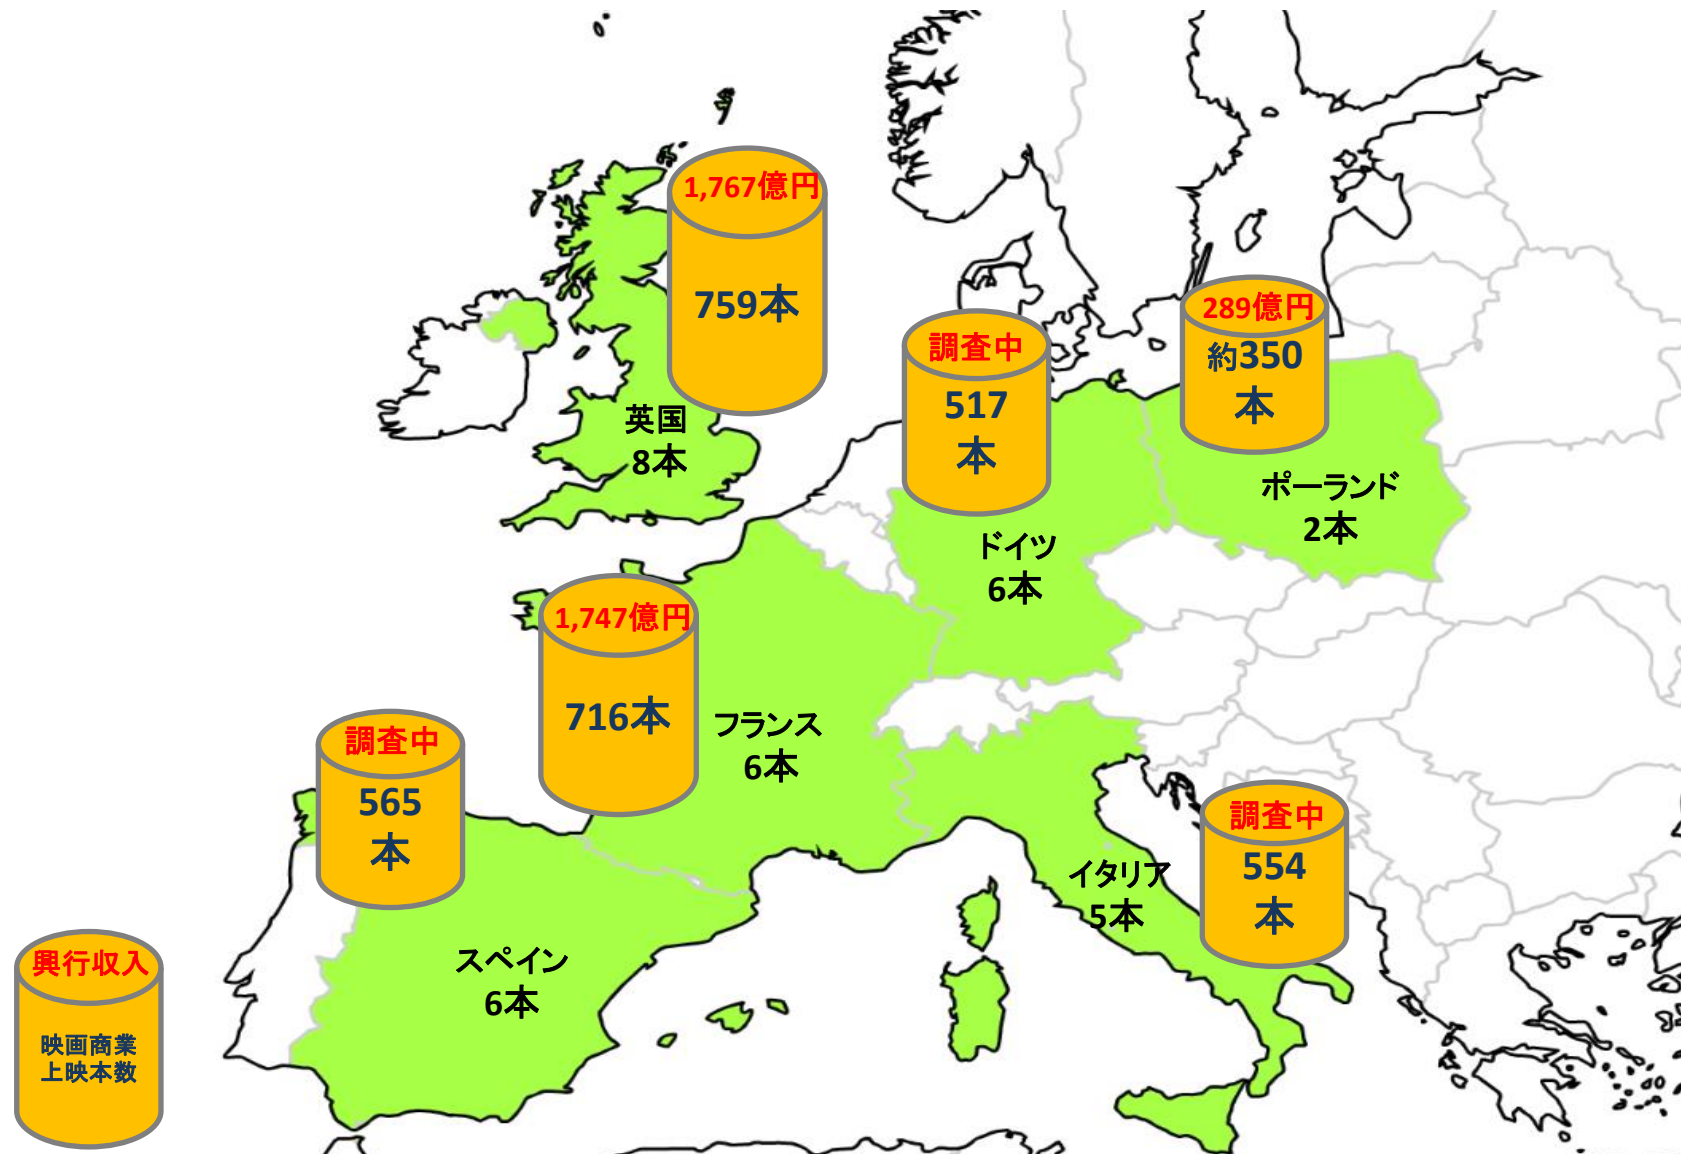 1,767億円
759本
英国
8本
289億円
約350
本
調査中
517
本
ポーランド
2本
ドイツ
6本
1,747億円
716本
フランス
6本
調査中
565
本
調査中
554
本
イタリア
5本
スペイン
6本
興行収入
映画商業
上映本数